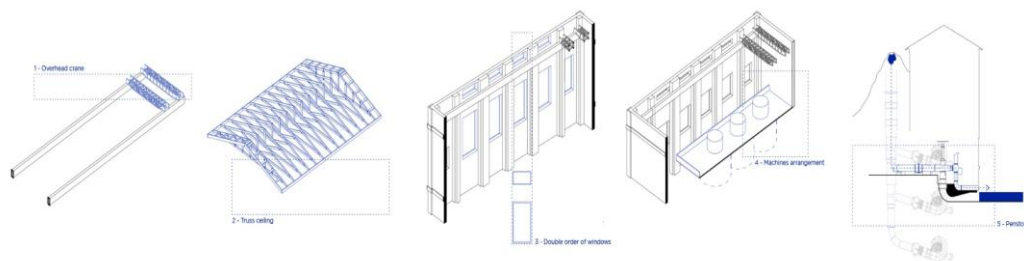 1 - Overhead crane
2 - Truss ceiling
3 - Double order of windows
4 - Machines arrangement
5 - Pensto